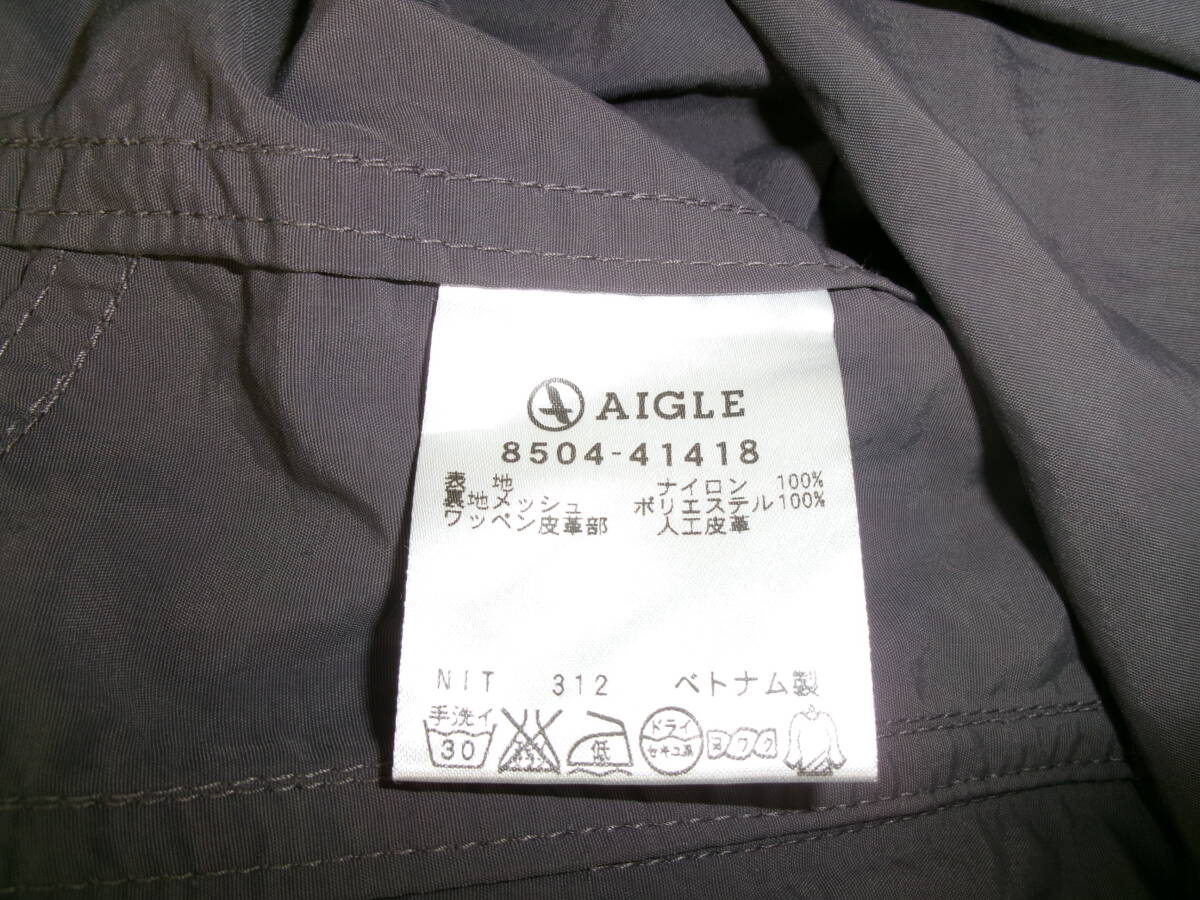 AIGLE
8504-41418
表 地 ナイロン 100%
裏地メッシュ ポリエステル100%
ワッペン皮革部 人工皮革
NIT 312 ベトナム製
手洗イ 30 低 ドライ セキユ系 ヨワク